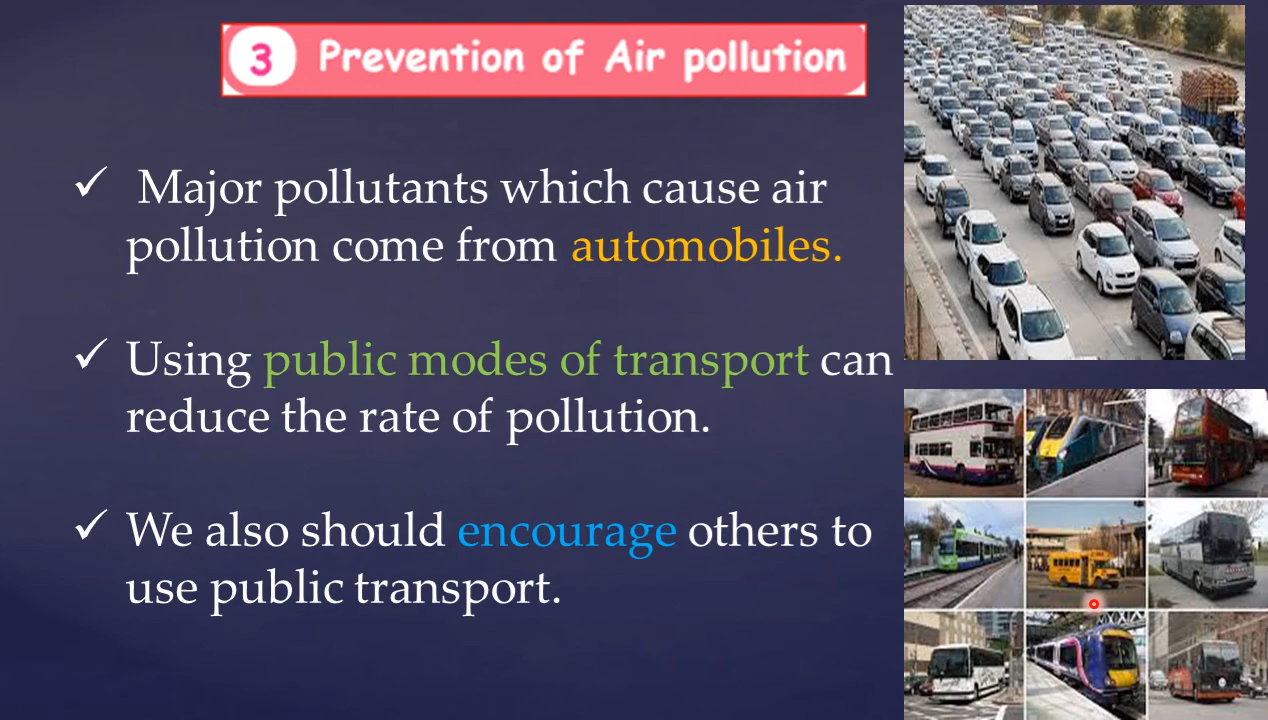 3 Prevention of Air pollution
✓ Major pollutants which cause air
pollution come from automobiles.
✓ Using public modes of transport can
reduce the rate of pollution.
✓ We also should encourage others to
use public transport.